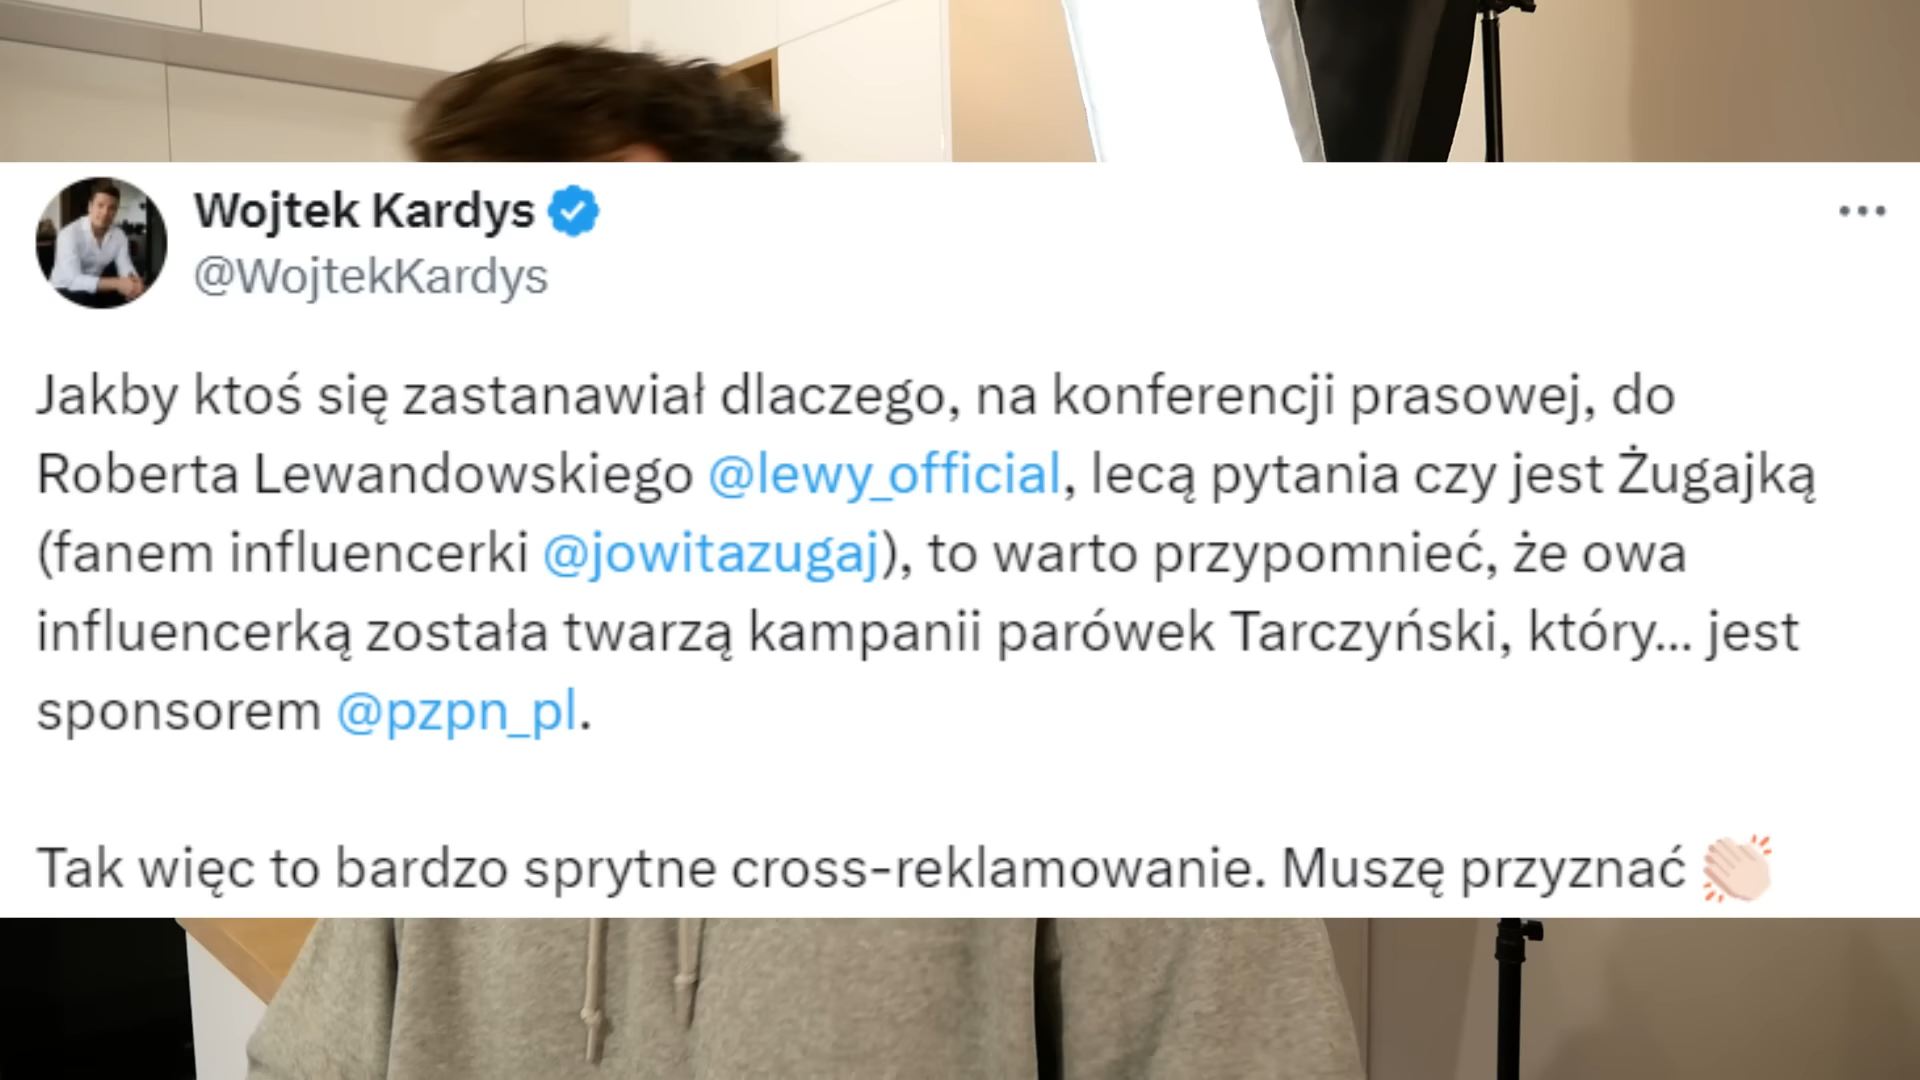 Wojtek Kardys
@WojtekKardys
Jakby ktoś się zastanawiał dlaczego, na konferencji prasowej, do
Roberta Lewandowskiego @lewy_official, lecą pytania czy jest Żugajką
(fanem influencerki @jowitazugaj), to warto przypomnieć, że owa
influencerką została twarzą kampanii parówek Tarczyński, który... jest
sponsorem @pzpn_pl.
Tak więc to bardzo sprytne cross-reklamowanie. Muszę przyznać 👏🏻